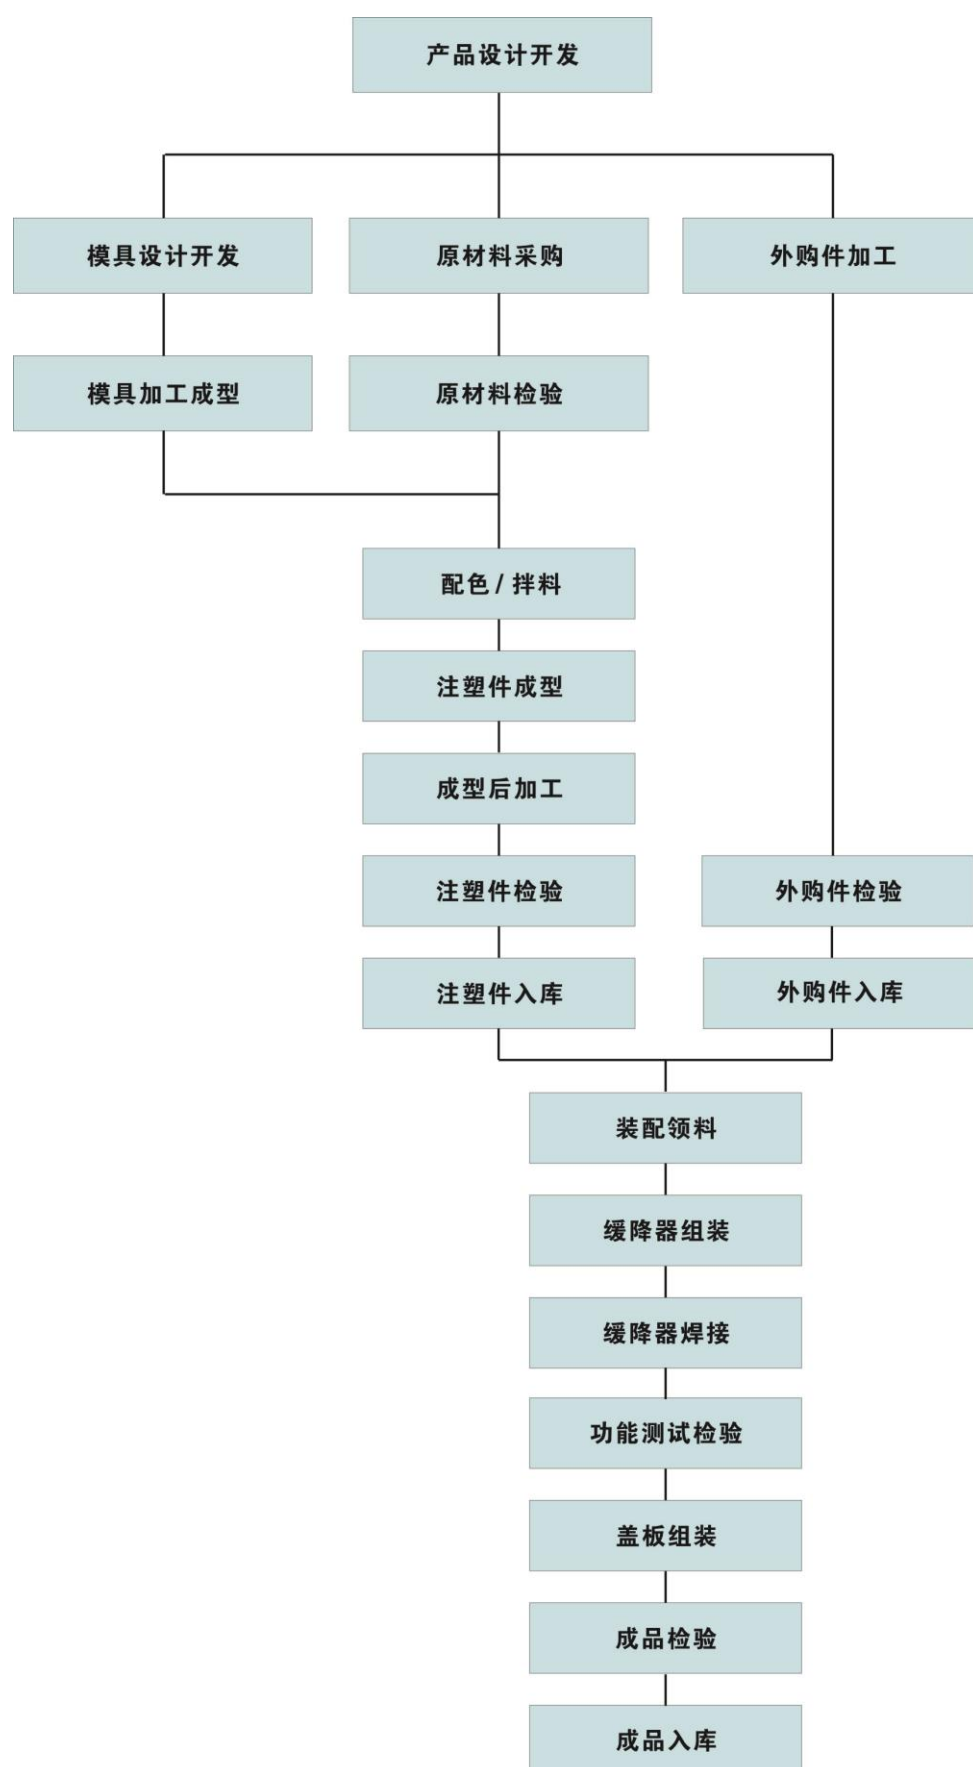 产品设计开发
模具设计开发
原材料采购
外购件加工
模具加工成型
原材料检验
配色 / 拌料
注塑件成型
成型后加工
注塑件检验
外购件检验
注塑件入库
外购件入库
装配领料
缓降器组装
缓降器焊接
功能测试检验
盖板组装
成品检验
成品入库